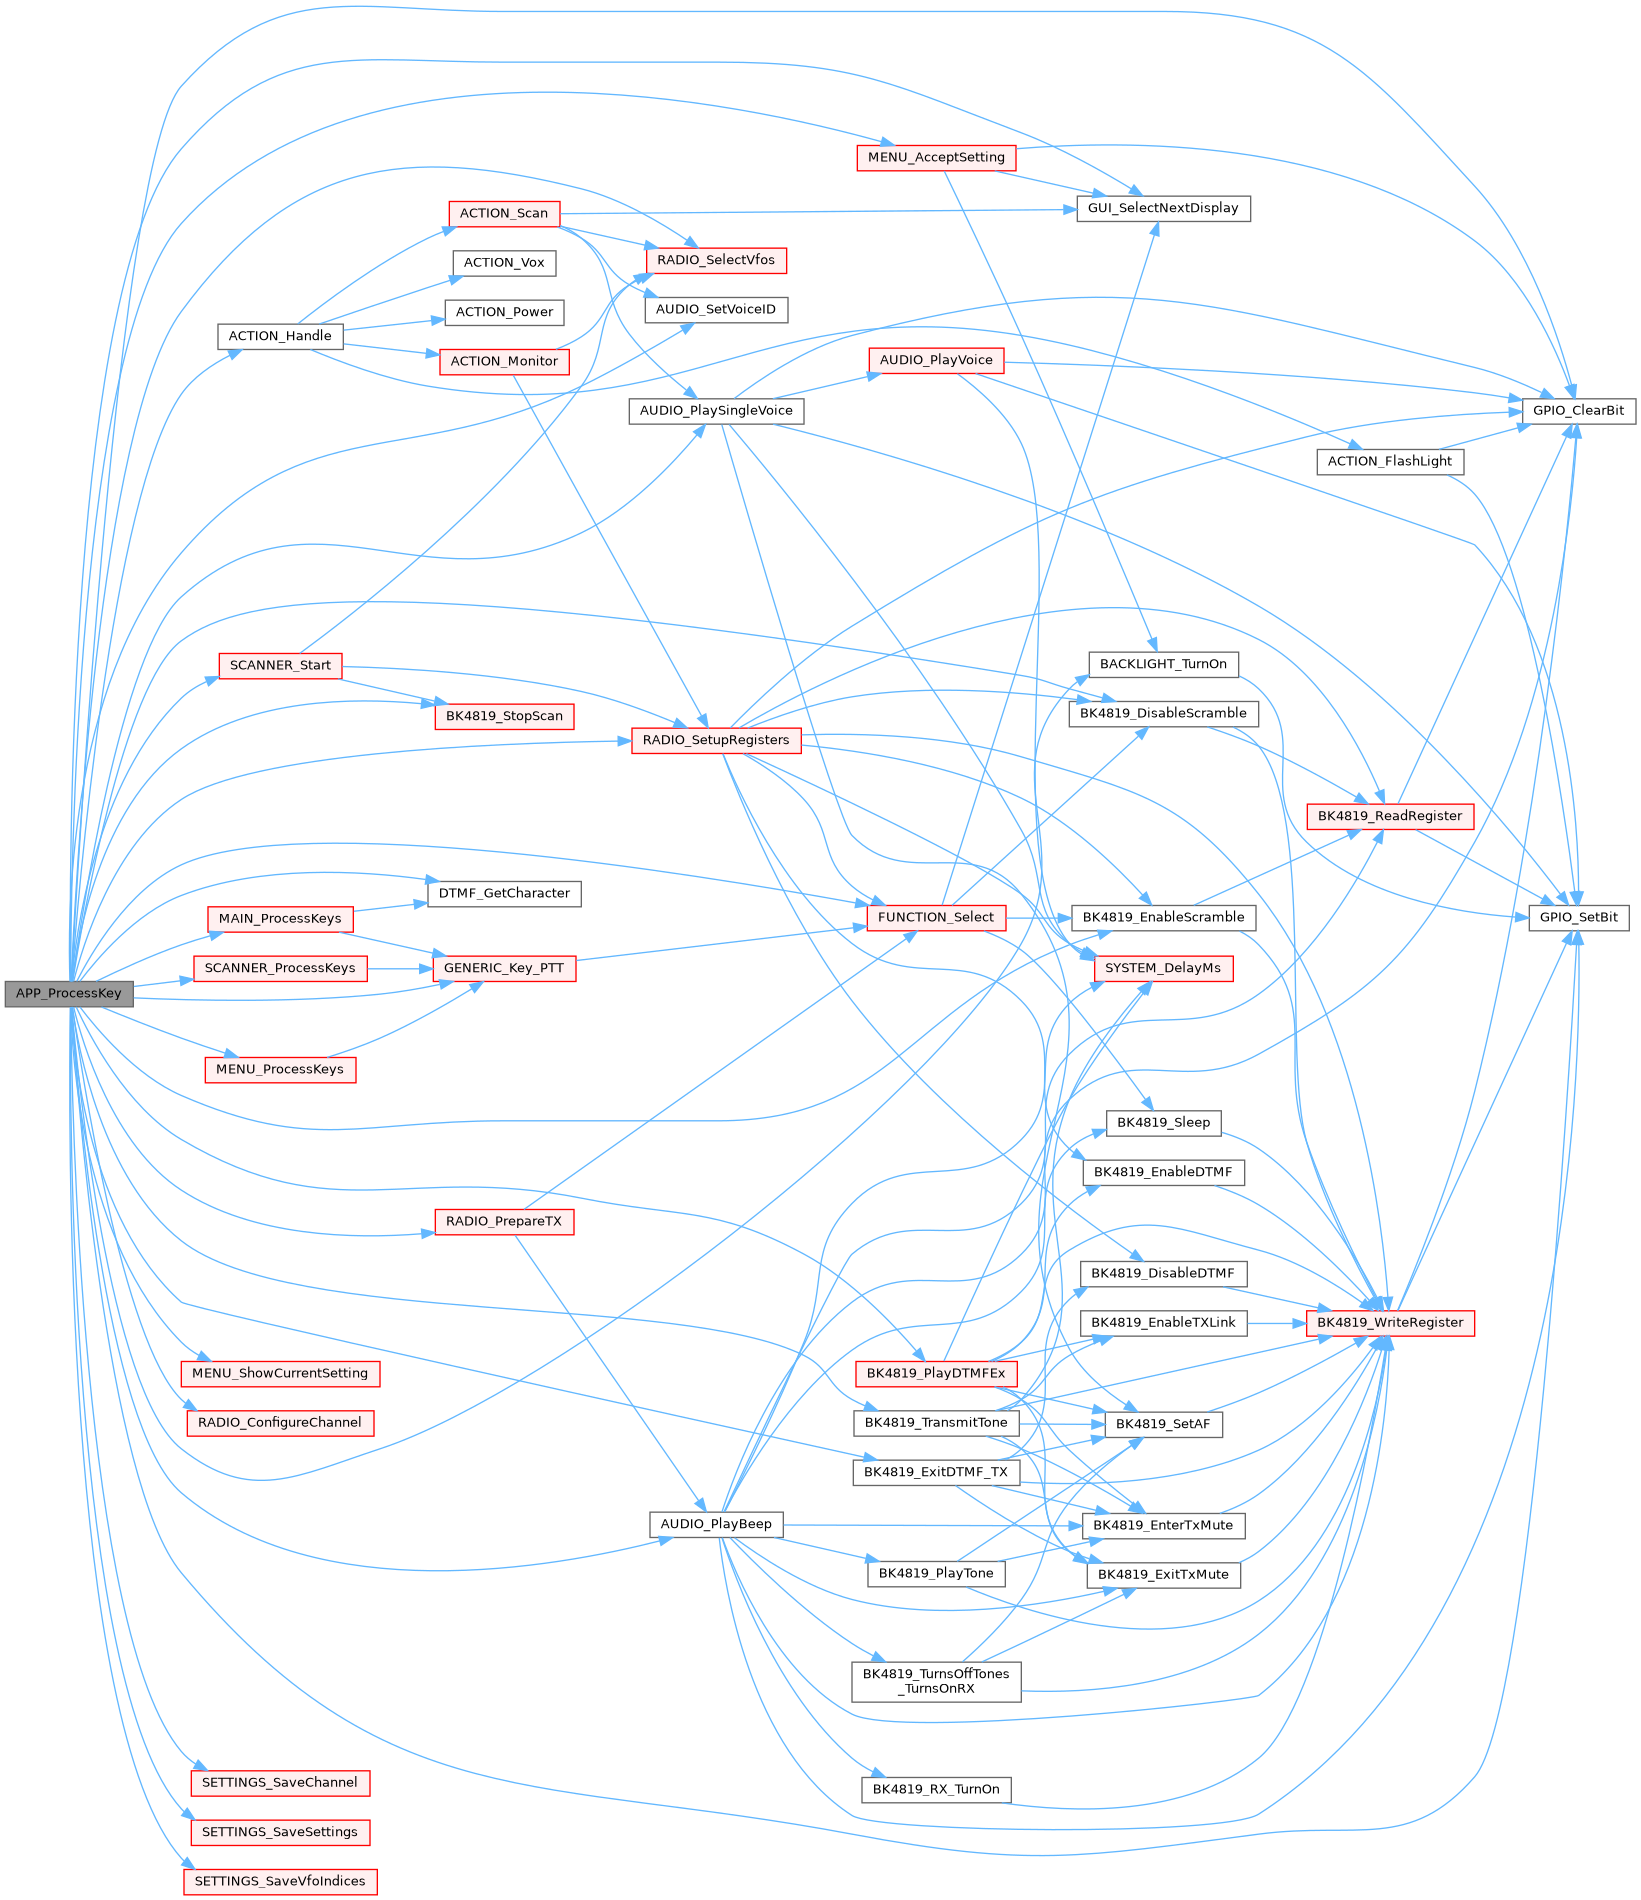 MENU_AcceptSetting
GUI_SelectNextDisplay
ACTION_Scan
ACTION_Vox
RADIO_SelectVfos
ACTION_Power
AUDIO_SetVoiceID
ACTION_Handle
ACTION_Monitor
AUDIO_PlayVoice
AUDIO_PlaySingleVoice
GPIO_ClearBit
ACTION_FlashLight
SCANNER_Start
BACKLIGHT_TurnOn
BK4819_StopScan
BK4819_DisableScramble
RADIO_SetupRegisters
BK4819_ReadRegister
DTMF_GetCharacter
MAIN_ProcessKeys
FUNCTION_Select
BK4819_EnableScramble
GPIO_SetBit
SCANNER_ProcessKeys
GENERIC_Key_PTT
SYSTEM_DelayMs
APP_ProcessKey
MENU_ProcessKeys
BK4819_Sleep
BK4819_EnableDTMF
RADIO_PrepareTX
BK4819_DisableDTMF
BK4819_EnableTXLink
BK4819_WriteRegister
MENU_ShowCurrentSetting
BK4819_PlayDTMFEx
RADIO_ConfigureChannel
BK4819_TransmitTone
BK4819_SetAF
BK4819_ExitDTMF_TX
AUDIO_PlayBeep
BK4819_EnterTxMute
BK4819_PlayTone
BK4819_ExitTxMute
BK4819_TurnsOffTones
_TurnsOnRX
SETTINGS_SaveChannel
BK4819_RX_TurnOn
SETTINGS_SaveSettings
SETTINGS_SaveVfoIndices